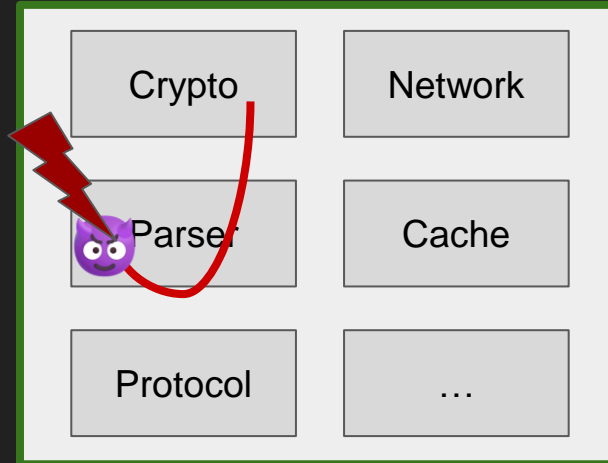 Crypto
Network
Parser
Cache
Protocol
…